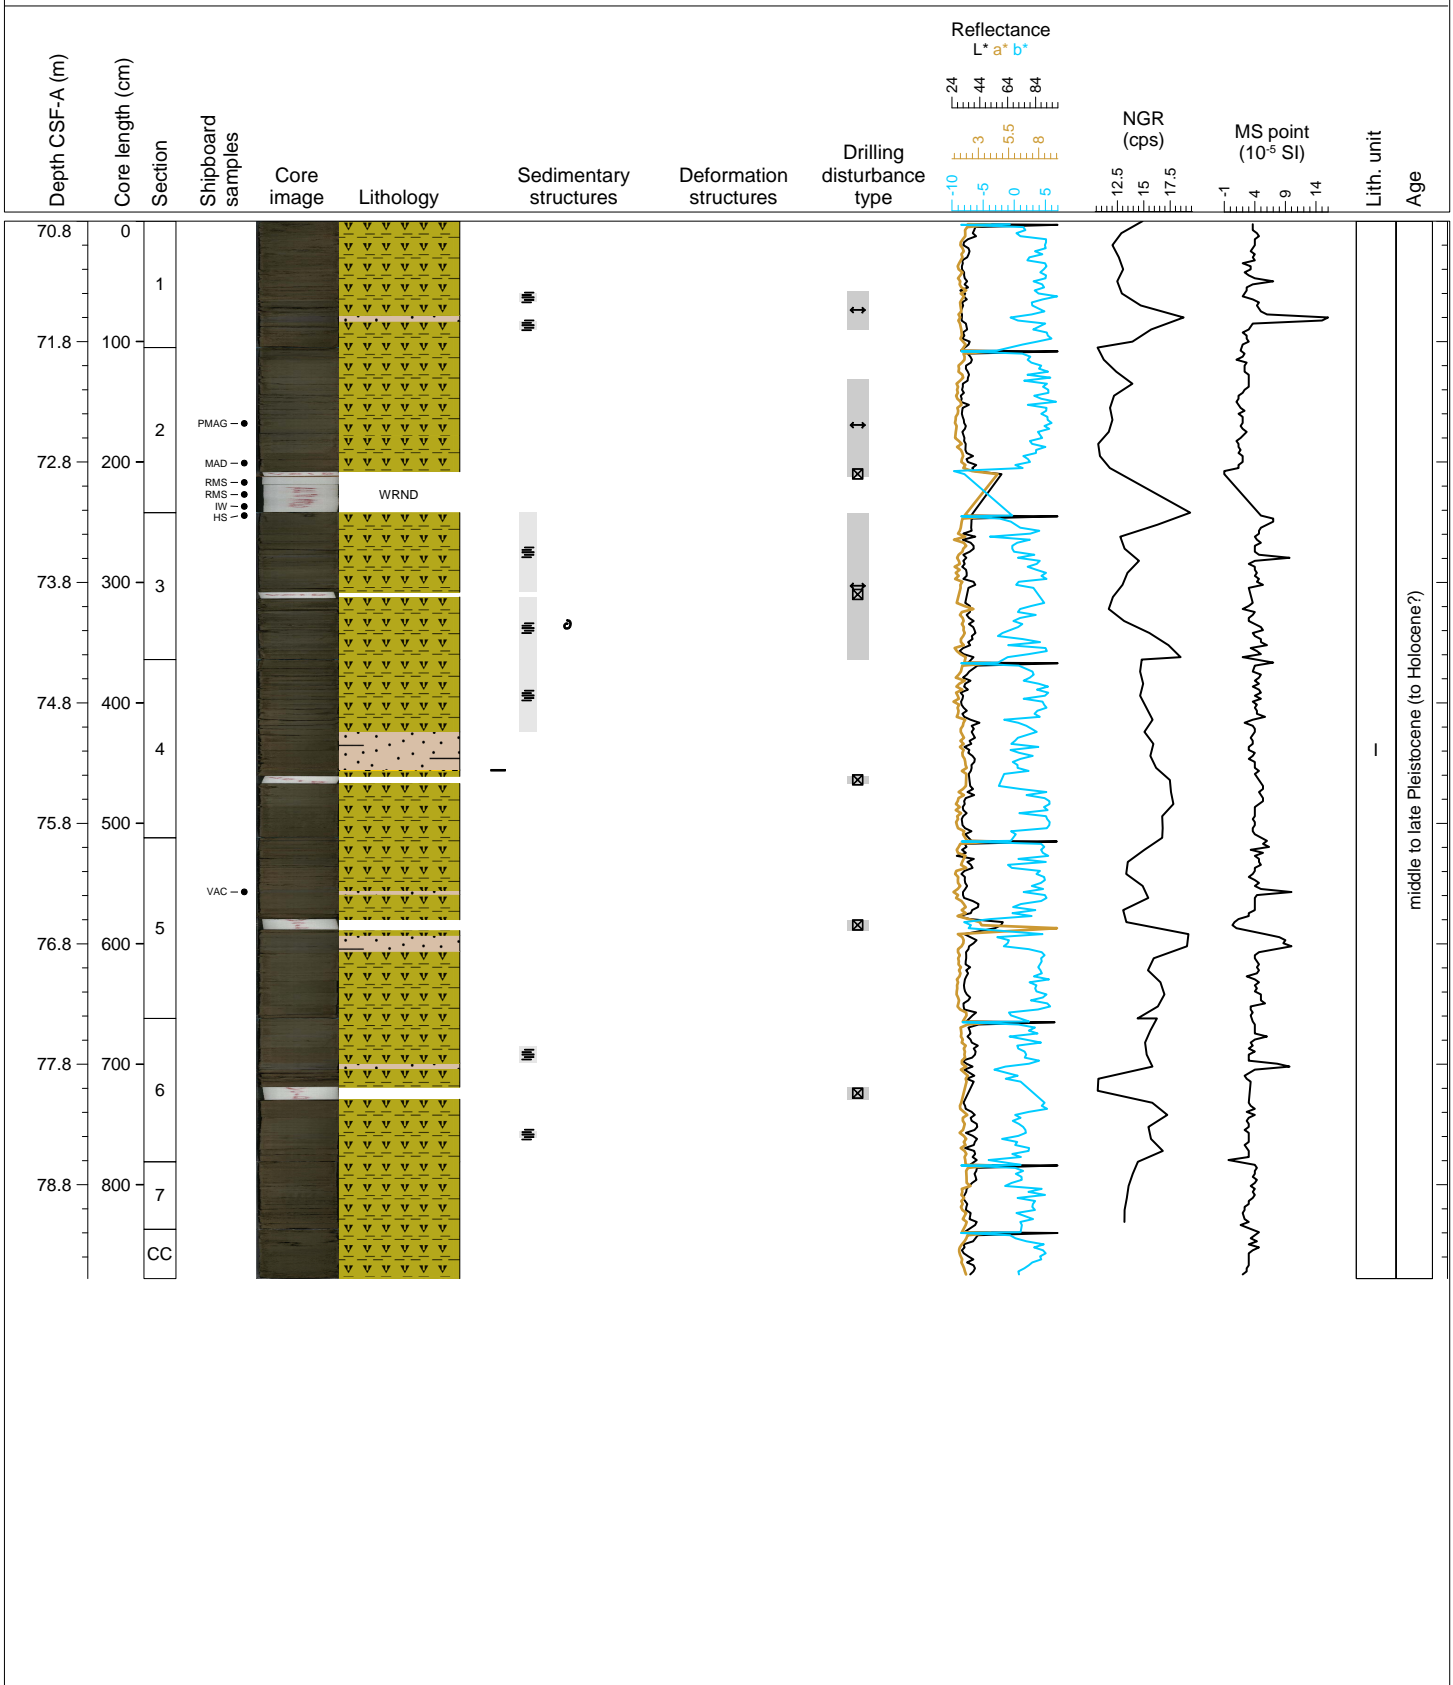 Depth CSF-A (m)
Core length (cm)
Section
Shipboard
samples
Core
image
Lithology
Sedimentary
structures
Deformation
structures
Drilling
disturbance
type
Reflectance
L* a* b*
24 44 64 84
3 5.5 8
-10 -5 0 5
NGR
(cps)
12.5 15 17.5
MS point
(10-5 SI)
-1 4 9 14
Lith. unit
Age
70.8 0
1
71.8 100
PMAG
2
72.8 200
MAD
RMS
RMS
IW
HS
WRND
73.8 300
3
74.8 400
4
I
middle to late Pleistocene (to Holocene?)
75.8 500
VAC
5
76.8 600
77.8 700
6
78.8 800
7
CC